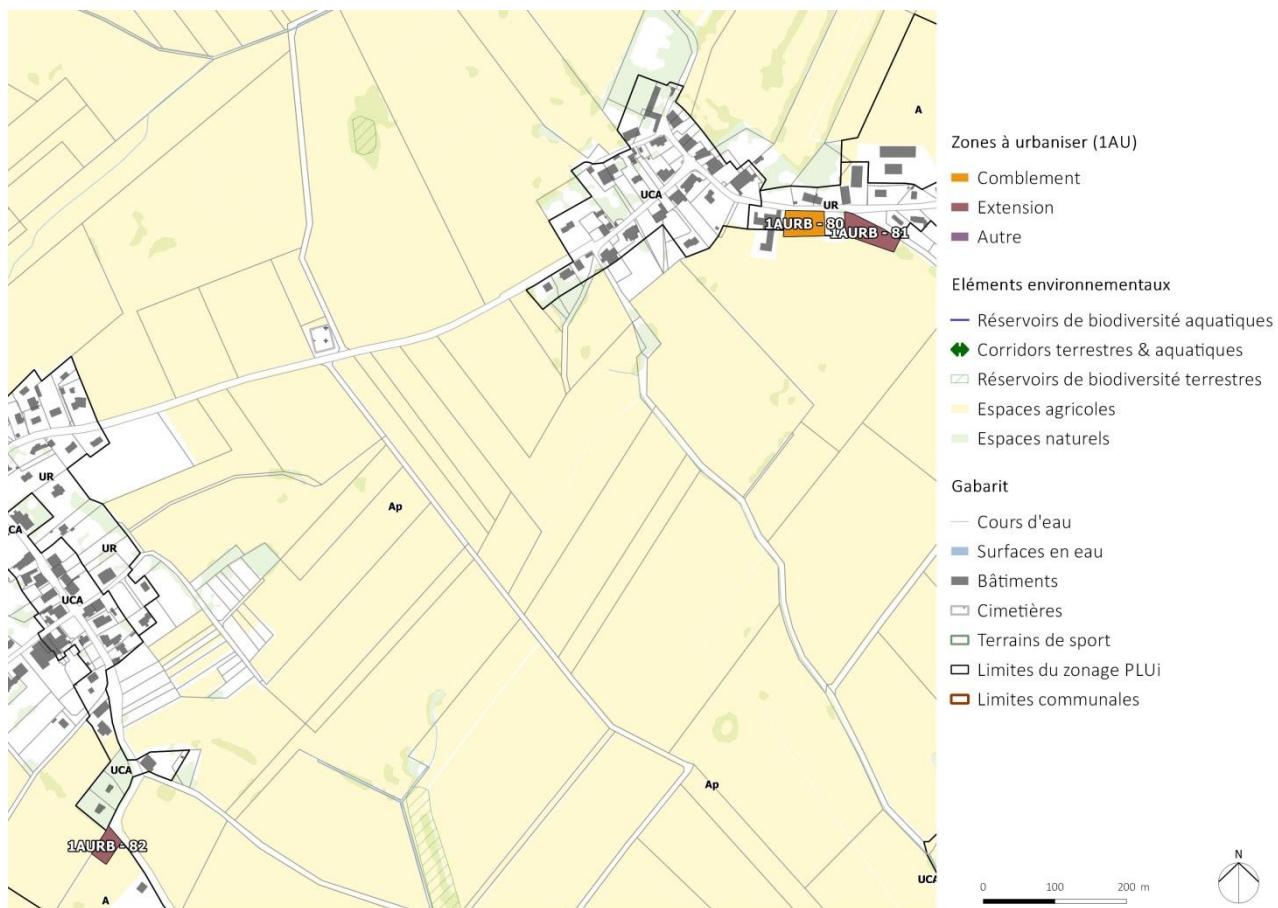 A
UCA
UR
1AURB - 80
1AURB - 81
UR
CA
Ap
UR
UCA
UCA
Ap
1AURB - 82
UCA
A
Zones à urbaniser (1AU)
Comblement
Extension
Autre
Eléments environnementaux
Réservoirs de biodiversité aquatiques
Corridors terrestres & aquatiques
Réservoirs de biodiversité terrestres
Espaces agricoles
Espaces naturels
Gabarit
Cours d'eau
Surfaces en eau
Bâtiments
Cimetières
Terrains de sport
Limites du zonage PLUi
Limites communales
N
0 100 200 m